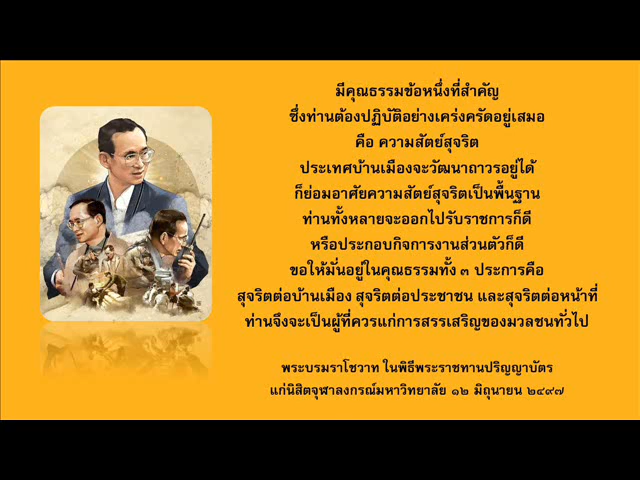 มีคุณธรรมข้อหนึ่งที่สำคัญ
ซึ่งท่านต้องปฏิบัติอย่างเคร่งครัดอยู่เสมอ
คือ ความสัตย์สุจริต
ประเทศบ้านเมืองจะวัฒนาถาวรอยู่ได้
ก็ย่อมอาศัยความสัตย์สุจริตเป็นพื้นฐาน
ท่านทั้งหลายจะออกไปรับราชการก็ดี
หรือประกอบกิจการงานส่วนตัวก็ดี
ขอให้มั่นอยู่ในคุณธรรมทั้ง ๓ ประการคือ
สุจริตต่อบ้านเมือง สุจริตต่อประชาชน และสุจริตต่อหน้าที่
ท่านจึงจะเป็นผู้ที่ควรแก่การสรรเสริญของมวลชนทั่วไป
พระบรมราโชวาท ในพิธีพระราชทานปริญญาบัตร
แก่นิสิตจุฬาลงกรณ์มหาวิทยาลัย ๑๒ มิถุนายน ๒๔๙๗